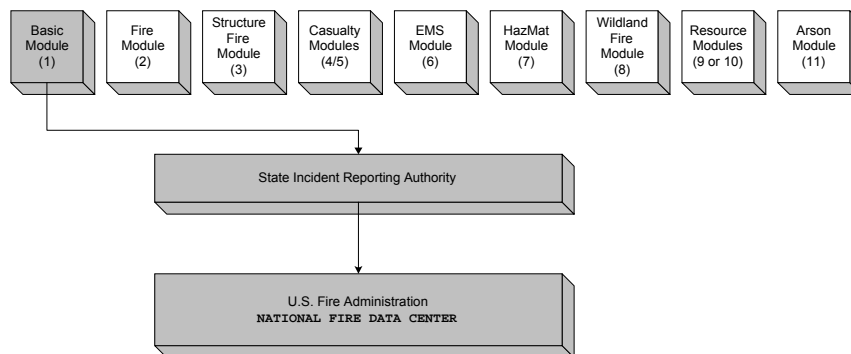 Basic
Module
(1)
Fire
Module
(2)
Structure
Fire
Module
(3)
Casualty
Modules
(4/5)
EMS
Module
(6)
HazMat
Module
(7)
Wildland
Fire
Module
(8)
Resource
Modules
(9 or 10)
Arson
Module
(11)
State Incident Reporting Authority
U.S. Fire Administration
NATIONAL FIRE DATA CENTER